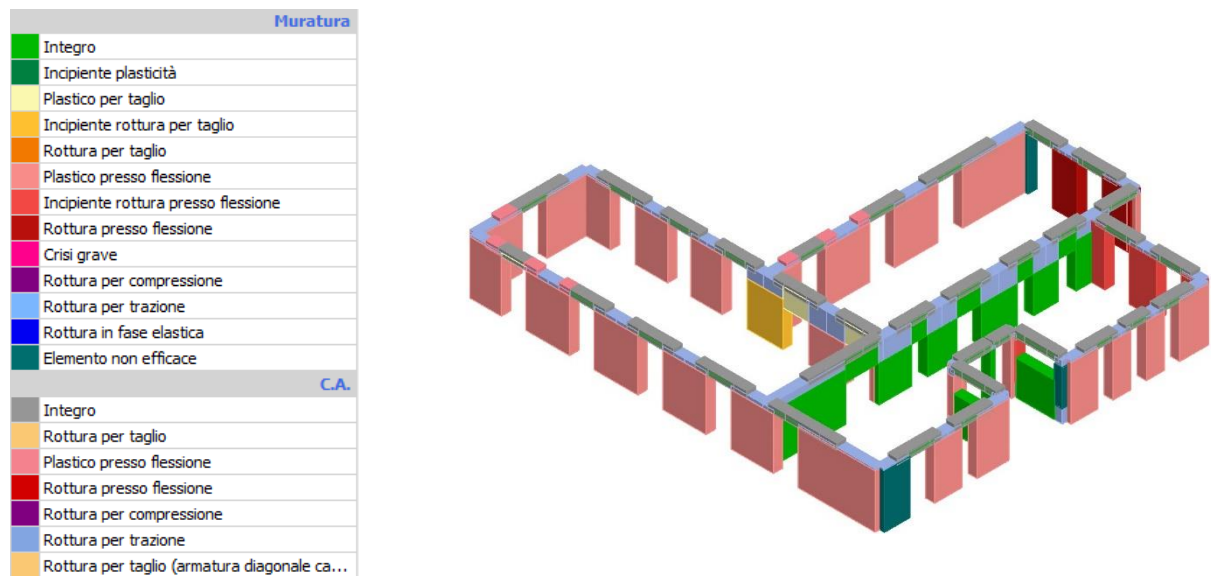 Muratura
Integro
Incipiente plasticità
Plastico per taglio
Incipiente rottura per taglio
Rottura per taglio
Plastico presso flessione
Incipiente rottura presso flessione
Rottura presso flessione
Crisi grave
Rottura per compressione
Rottura per trazione
Rottura in fase elastica
Elemento non efficace
C.A.
Integro
Rottura per taglio
Plastico presso flessione
Rottura presso flessione
Rottura per compressione
Rottura per trazione
Rottura per taglio (armatura diagonale ca...